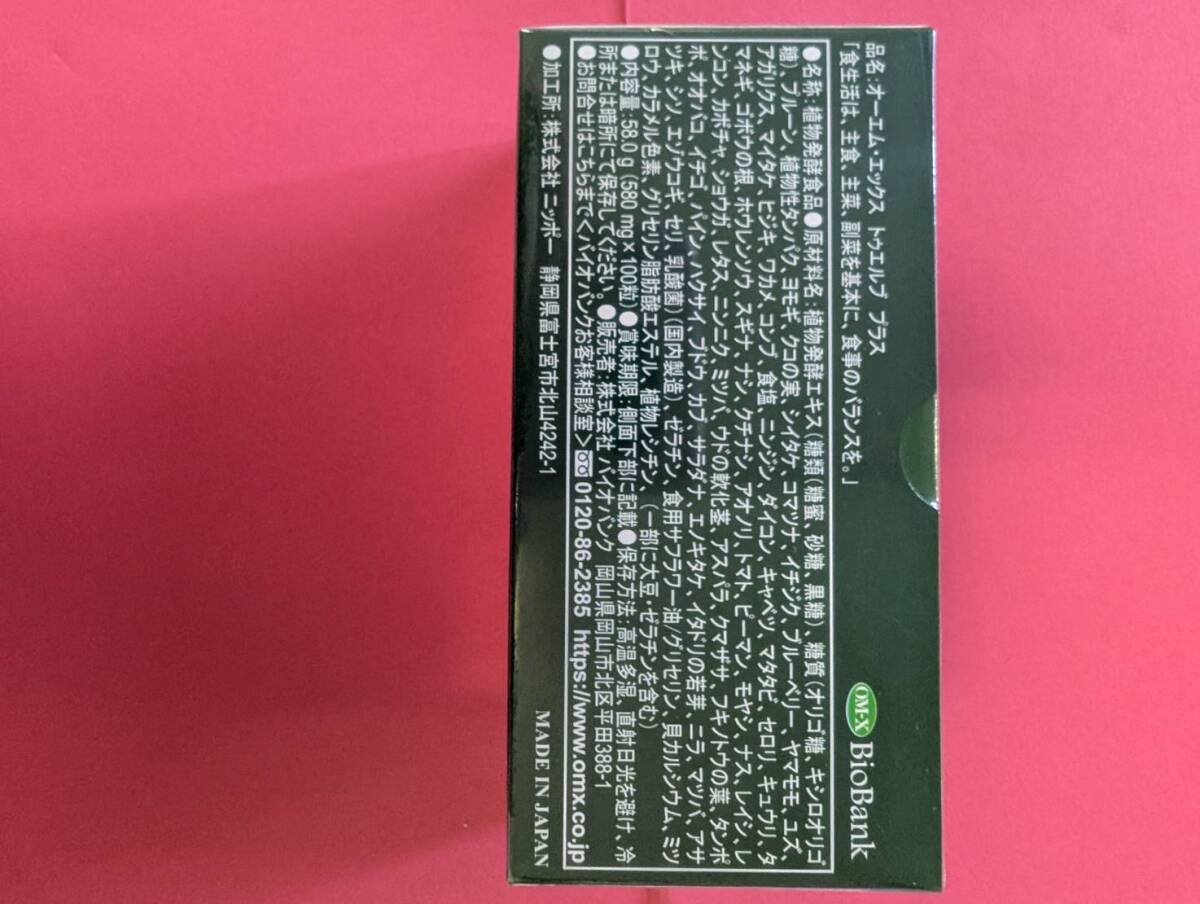 品名:オーエム・エックス トゥエルブ プラス
「食生活は、主食、主菜、副菜を基本に、食事のバランスを。」
OM-X BioBank
●名称:植物発酵食品●原材料名:植物発酵エキス(糖類(糖蜜、砂糖、黒糖)、糖質(オリゴ糖、キシロオリゴ
糖)、プルーン、植物性タンパク、ヨモギ、クコの実、シイタケ、コマツナ、イチジク、ブルーベリー、ヤマモモ、ユズ、
アガリクス、マイタケ、ヒジキ、ワカメ、コンブ、食塩、ニンジン、ダイコン、キャベツ、マタタビ、セロリ、キュウリ、タ
マネギ、ゴボウの根、ホウレンソウ、スギナ、ナシ、クチナシ、アオノリ、トマト、ピーマン、モヤシ、ナス、レイシ、レ
ンコン、カボチャ、ショウガ、レタス、ニンニク、ミツバ、ウドの軟化茎、アスパラ、クマザサ、フキノトウの葉、タンポ
ポ、オオバコ、イチゴ、パイン、ハクサイ、ブドウ、カブ、サラダナ、エノキタケ、イタドリの若芽、ニラ、マツバ、アサ
ツキ、シソ、エゾウコギ、セリ、乳酸菌)(国内製造)、ゼラチン、食用サフラワー油/グリセリン、貝カルシウム、ミツ
ロウ、カラメル色素、グリセリン脂肪酸エステル、植物レシチン、(一部に大豆・ゼラチンを含む)
●内容量:58.0g(580mg×100粒)●賞味期限:側面下部に記載●保存方法:高温多湿、直射日光を避け、冷
所または暗所にて保存してください。●販売者:株式会社 バイオバンク 岡山県岡山市北区平田388-1
●お問合せはこちらまで<バイオバンクお客様相談室>0120-86-2385 https://www.omx.co.jp
●加工所:株式会社 ニッポー 静岡県富士宮市北山4242-1
MADE IN JAPAN